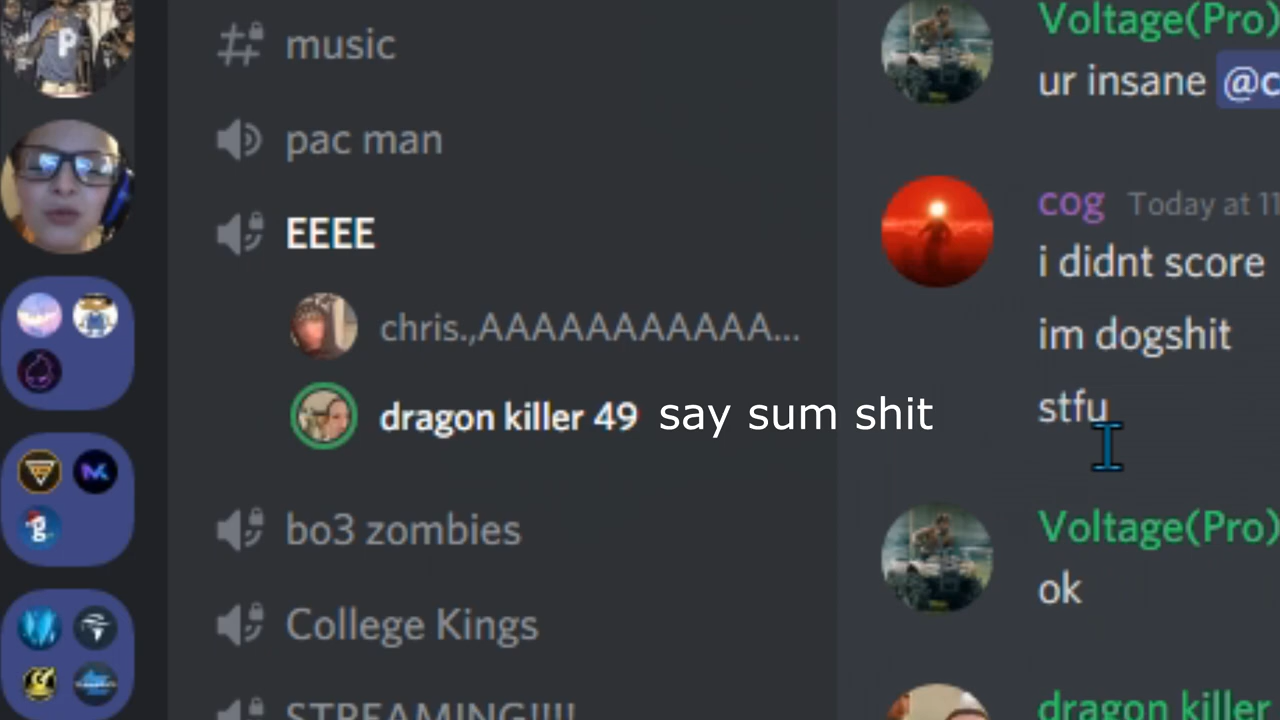 music
pac man
EEEE
chris.,AAAAAAAAAAA...
dragon killer 49 say sum shit
bo3 zombies
College Kings
STREAMING!!!!
Voltage(Pro)
ur insane @c
cog Today at 11
i didnt score
im dogshit
stfu
Voltage(Pro)
ok
dragon killer